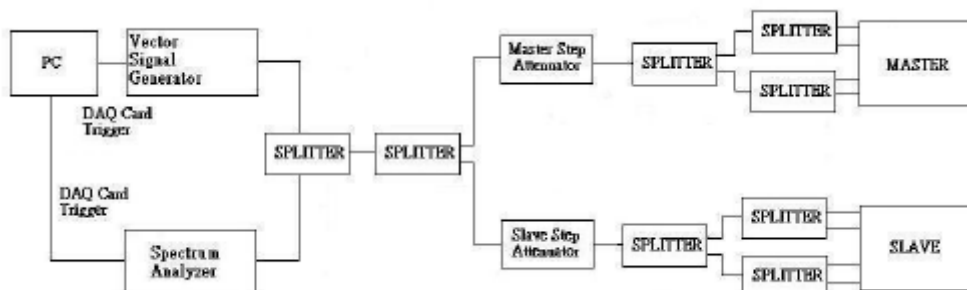 PC
Vector
Signal
Generator
DAQ Card
Trigger
DAQ Card
Trigger
Spectrum
Analyzer
SPLITTER
SPLITTER
Master Step
Attenuator
SPLITTER
SPLITTER
SPLITTER
MASTER
Slave Step
Attenuator
SPLITTER
SPLITTER
SPLITTER
SLAVE